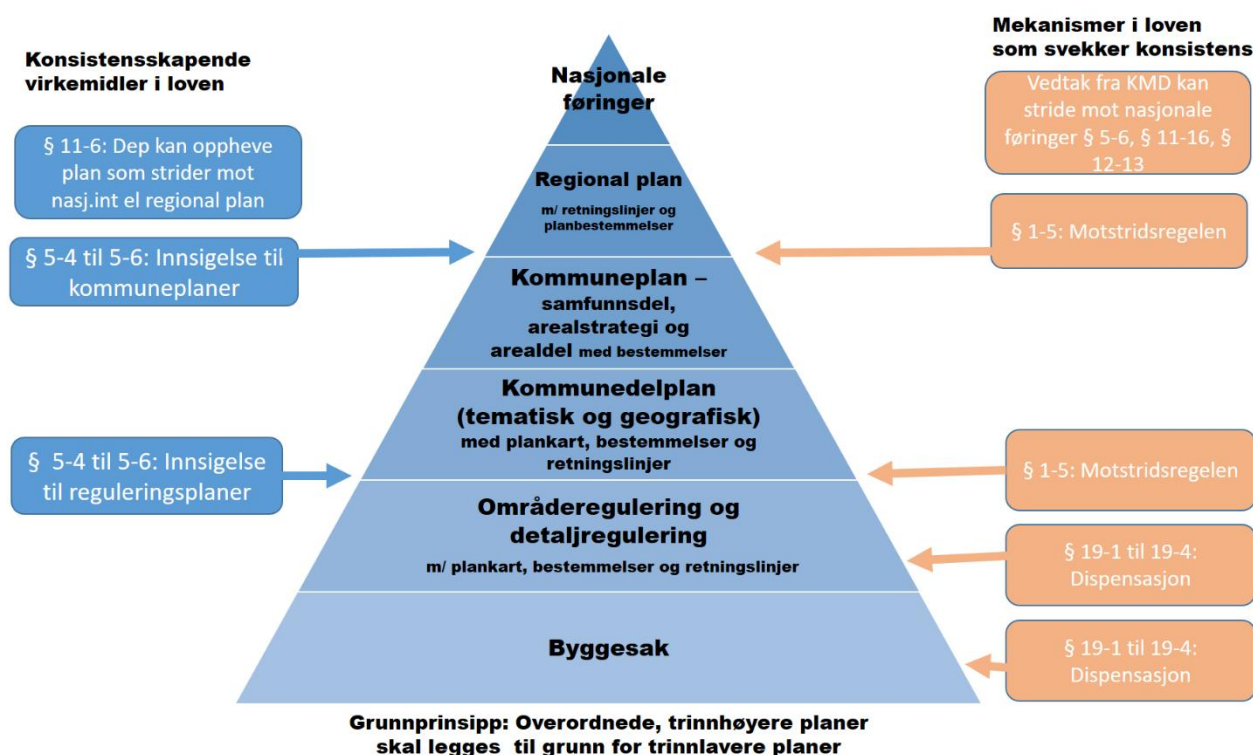 Konsistensskapende
virkemidler i loven
§ 11-6: Dep kan oppheve
plan som strider mot
nasj.int el regional plan
§ 5-4 til 5-6: Innsigelse til
kommuneplaner
§ 5-4 til 5-6: Innsigelse
til reguleringsplaner
Nasjonale
føringer
Regional plan
m/ retningslinjer og
planbestemmelser
Kommuneplan –
samfunnsdel,
arealstrategi og
arealdel med bestemmelser
Kommunedelplan
(tematisk og geografisk)
med plankart, bestemmelser og
retningslinjer
Områderegulering og
detaljregulering
m/ plankart, bestemmelser og retningslinjer
Byggesak
Grunnprinsipp: Overordnede, trinnhøyere planer
skal legges til grunn for trinnlavere planer
Mekanismer i loven
som svekker konsistens
Vedtak fra KMD kan
stride mot nasjonale
føringer § 5-6, § 11-16, §
12-13
§ 1-5: Motstridsregelen
§ 1-5: Motstridsregelen
§ 19-1 til 19-4:
Dispensasjon
§ 19-1 til 19-4:
Dispensasjon